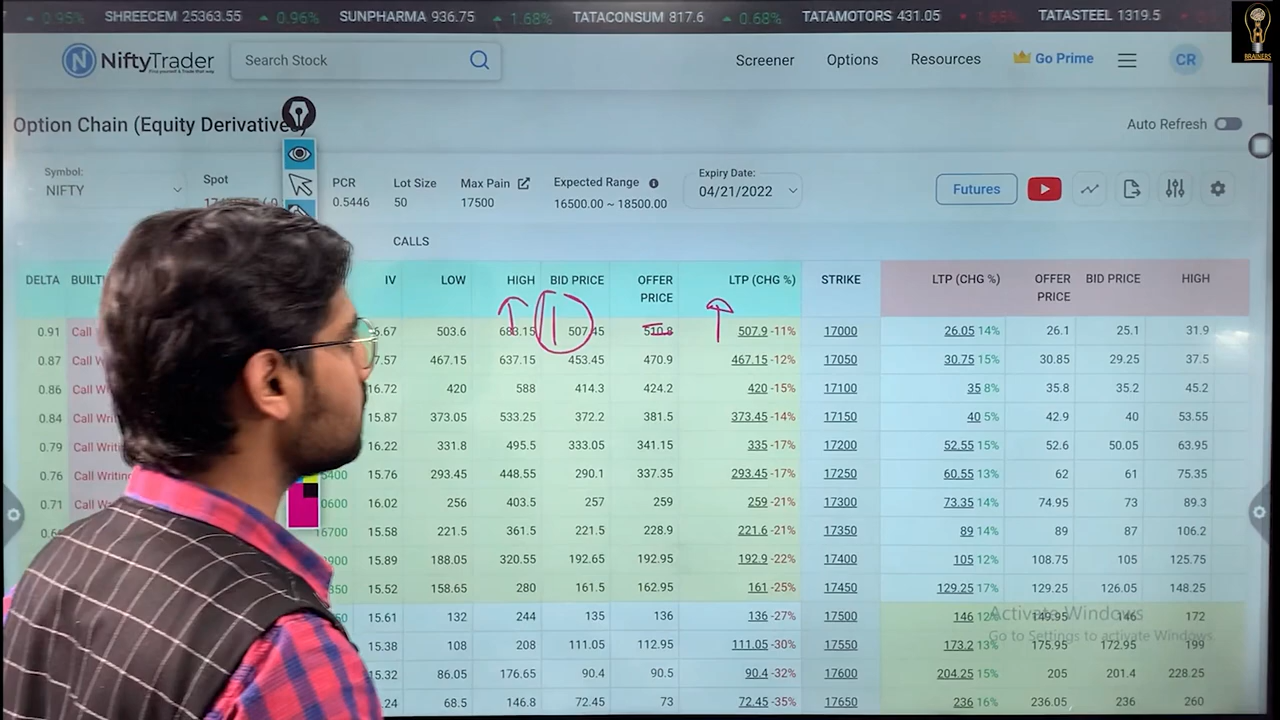 0.95% SHREECEM 25363.55 0.96% SUNPHARMA 936.75 1.68% TATACONSUM 817.6 0.68% TATAMOTORS 431.05 TATASTEEL 1319.5
BRAINERS
NiftyTrader Search Stock Screener Options Resources Go Prime CR
Option Chain (Equity Derivatives) Auto Refresh
Symbol: NIFTY Spot PCR 0.5446 Lot Size 50 Max Pain 17500 Expected Range 16500.00 ~ 18500.00 Expiry Date: 04/21/2022 Futures
CALLS
DELTA IV LOW HIGH BID PRICE OFFER PRICE LTP (CHG %) STRIKE LTP (CHG %) OFFER PRICE BID PRICE HIGH
0.91 Call 503.6 683.15 507.45 510.8 507.9 -11% 17000 26.05 14% 26.1 25.1 31.9
0.87 Call 467.15 637.15 453.45 470.9 467.15 -12% 17050 30.75 15% 30.85 29.25 37.5
0.86 Call 16.72 420 588 414.3 424.2 420 -15% 17100 35 8% 35.8 35.2 45.2
0.84 Call 15.87 373.05 533.25 372.2 381.5 373.45 -14% 17150 40 5% 42.9 40 53.55
0.79 Call 16.22 331.8 495.5 333.05 341.15 335 -17% 17200 52.55 15% 52.6 50.05 63.95
0.76 Call Writing 15.76 293.45 448.55 290.1 337.35 293.45 -17% 17250 60.55 13% 62 61 75.35
0.71 Call 16.02 256 403.5 257 259 259 -21% 17300 73.35 14% 74.95 73 89.3
16700 15.58 221.5 361.5 221.5 228.9 221.6 -21% 17350 89 14% 89 87 106.2
15.89 188.05 320.55 192.65 192.95 192.9 -22% 17400 105 12% 108.75 105 125.75
15.52 158.65 280 161.5 162.95 161 -25% 17450 129.25 17% 129.25 126.05 148.25
15.61 132 244 135 136 136 -27% 17500 146 12% 149.95 146 172
15.38 108 208 111.05 112.95 111.05 -30% 17550 173.2 13% 175.95 172.95 199
15.32 86.05 176.65 90.4 90.5 90.4 -32% 17600 204.25 15% 205 201.4 228.25
68.5 146.8 72.45 73 72.45 -35% 17650 236 16% 236.05 236 260
Activate Windows
Go to Settings to activate Windows.